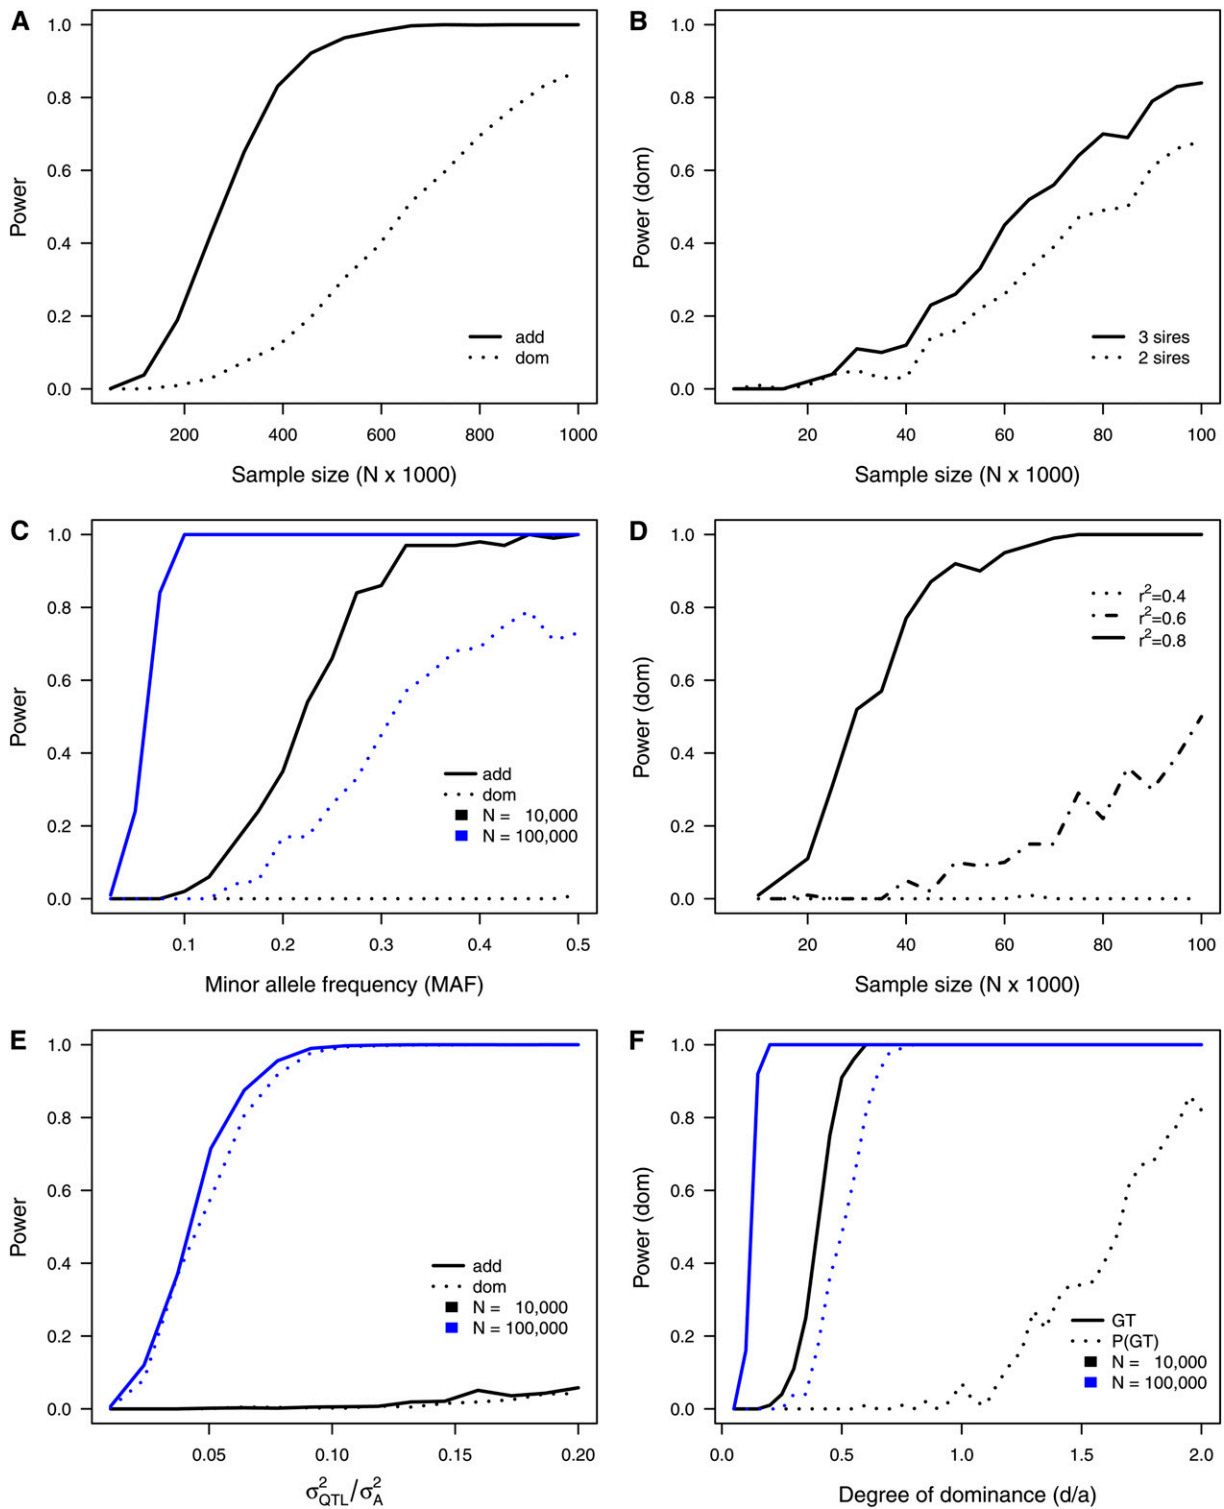 A
1.0
0.8
0.6
0.4
0.2
0.0
Power
add
dom
200 400 600 800 1000
Sample size (N x 1000)
B
1.0
0.8
0.6
0.4
0.2
0.0
Power (dom)
3 sires
2 sires
20 40 60 80 100
Sample size (N x 1000)
C
1.0
0.8
0.6
0.4
0.2
0.0
Power
add
dom
N = 10,000
N = 100,000
0.1 0.2 0.3 0.4 0.5
Minor allele frequency (MAF)
D
1.0
0.8
0.6
0.4
0.2
0.0
Power (dom)
r²=0.4
r²=0.6
r²=0.8
20 40 60 80 100
Sample size (N x 1000)
E
1.0
0.8
0.6
0.4
0.2
0.0
Power
add
dom
N = 10,000
N = 100,000
0.05 0.10 0.15 0.20
σ²QTL/σ²A
F
1.0
0.8
0.6
0.4
0.2
0.0
Power (dom)
GT
P(GT)
N = 10,000
N = 100,000
0.0 0.5 1.0 1.5 2.0
Degree of dominance (d/a)